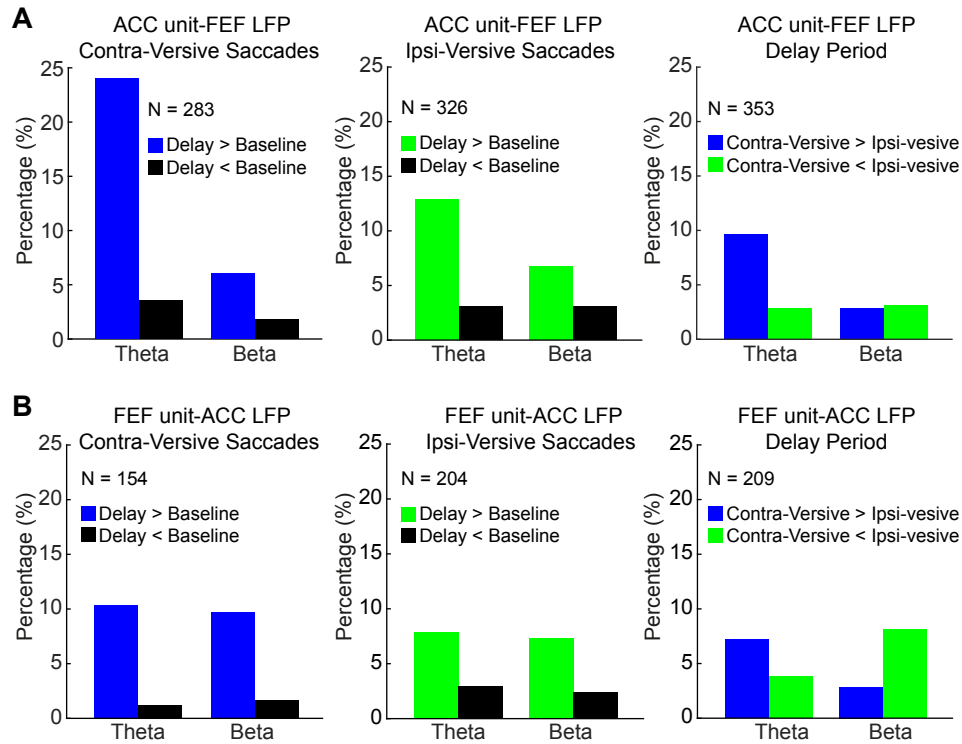 A
ACC unit-FEF LFP
Contra-Versive Saccades
25
20
15
10
5
0
Percentage (%)
N = 283
Delay > Baseline
Delay < Baseline
Theta
Beta
ACC unit-FEF LFP
Ipsi-Versive Saccades
25
20
15
10
5
0
Percentage (%)
N = 326
Delay > Baseline
Delay < Baseline
Theta
Beta
ACC unit-FEF LFP
Delay Period
25
20
15
10
5
0
Percentage (%)
N = 353
Contra-Versive > Ipsi-vesive
Contra-Versive < Ipsi-vesive
Theta
Beta
B
FEF unit-ACC LFP
Contra-Versive Saccades
25
20
15
10
5
0
Percentage (%)
N = 154
Delay > Baseline
Delay < Baseline
Theta
Beta
FEF unit-ACC LFP
Ipsi-Versive Saccades
25
20
15
10
5
0
Percentage (%)
N = 204
Delay > Baseline
Delay < Baseline
Theta
Beta
FEF unit-ACC LFP
Delay Period
25
20
15
10
5
0
Percentage (%)
N = 209
Contra-Versive > Ipsi-vesive
Contra-Versive < Ipsi-vesive
Theta
Beta